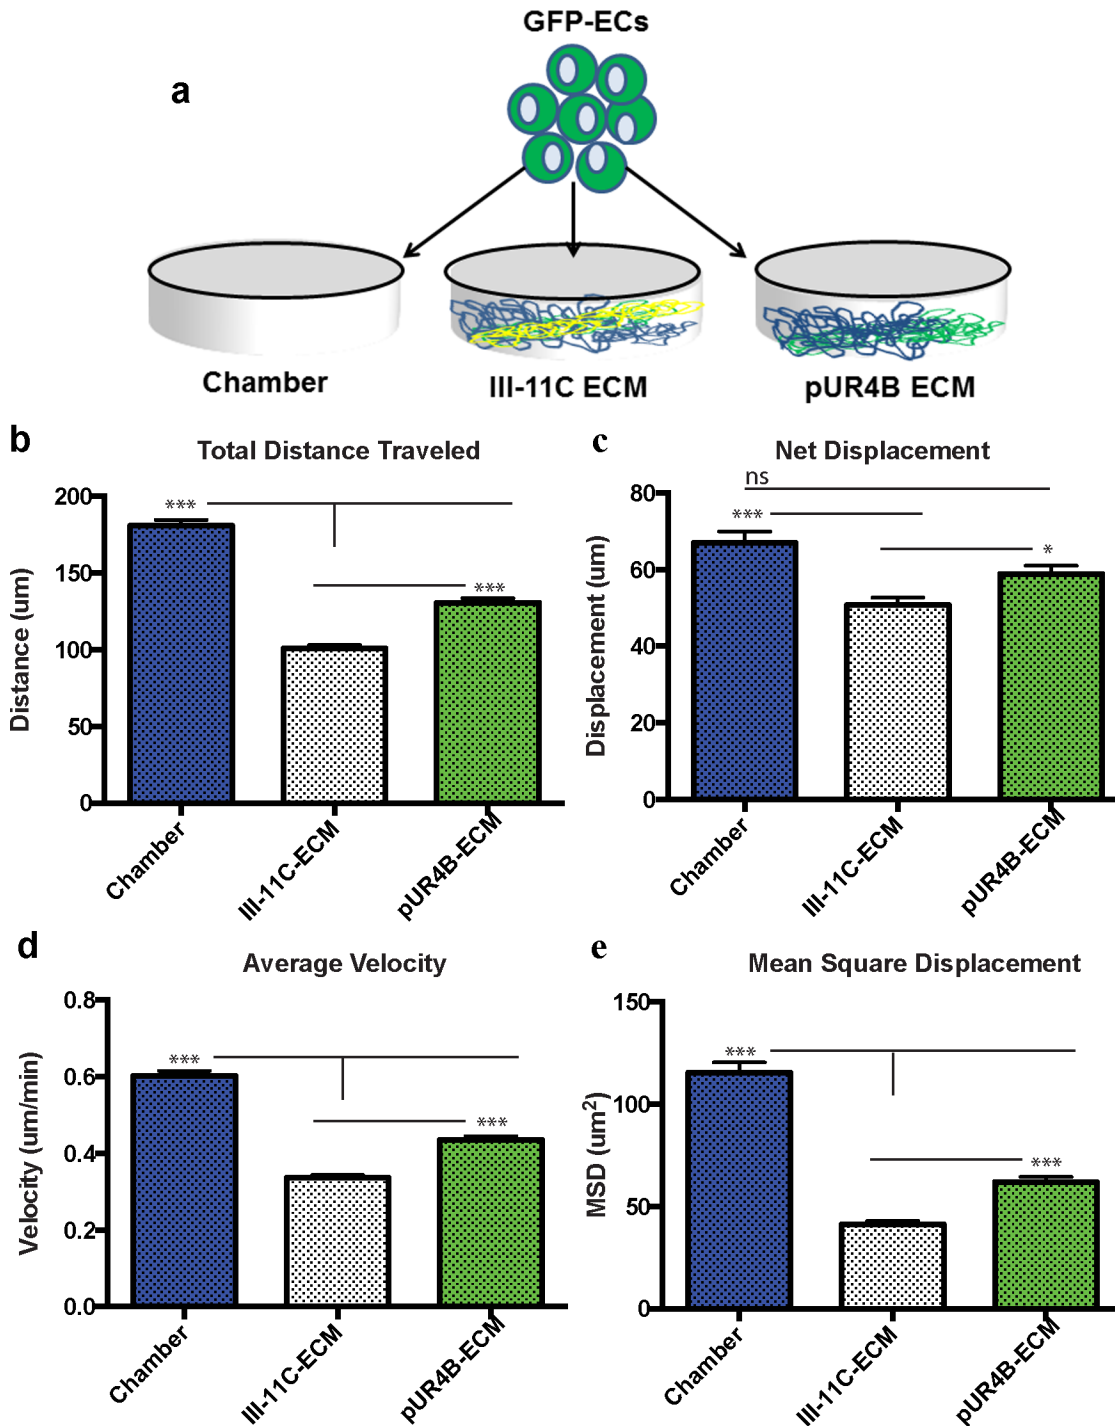 GFP-ECs
a
Chamber
III-11C ECM
pUR4B ECM
b
Total Distance Traveled
Distance (um)
200
150
100
50
0
***
***
Chamber
III-11C-ECM
pUR4B-ECM
c
Net Displacement
Displacement (um)
80
60
40
20
0
ns
***
*
Chamber
III-11C-ECM
pUR4B-ECM
d
Average Velocity
Velocity (um/min)
0.8
0.6
0.4
0.2
0.0
***
***
Chamber
III-11C-ECM
pUR4B-ECM
e
Mean Square Displacement
MSD (um²)
150
100
50
0
***
***
Chamber
III-11C-ECM
pUR4B-ECM